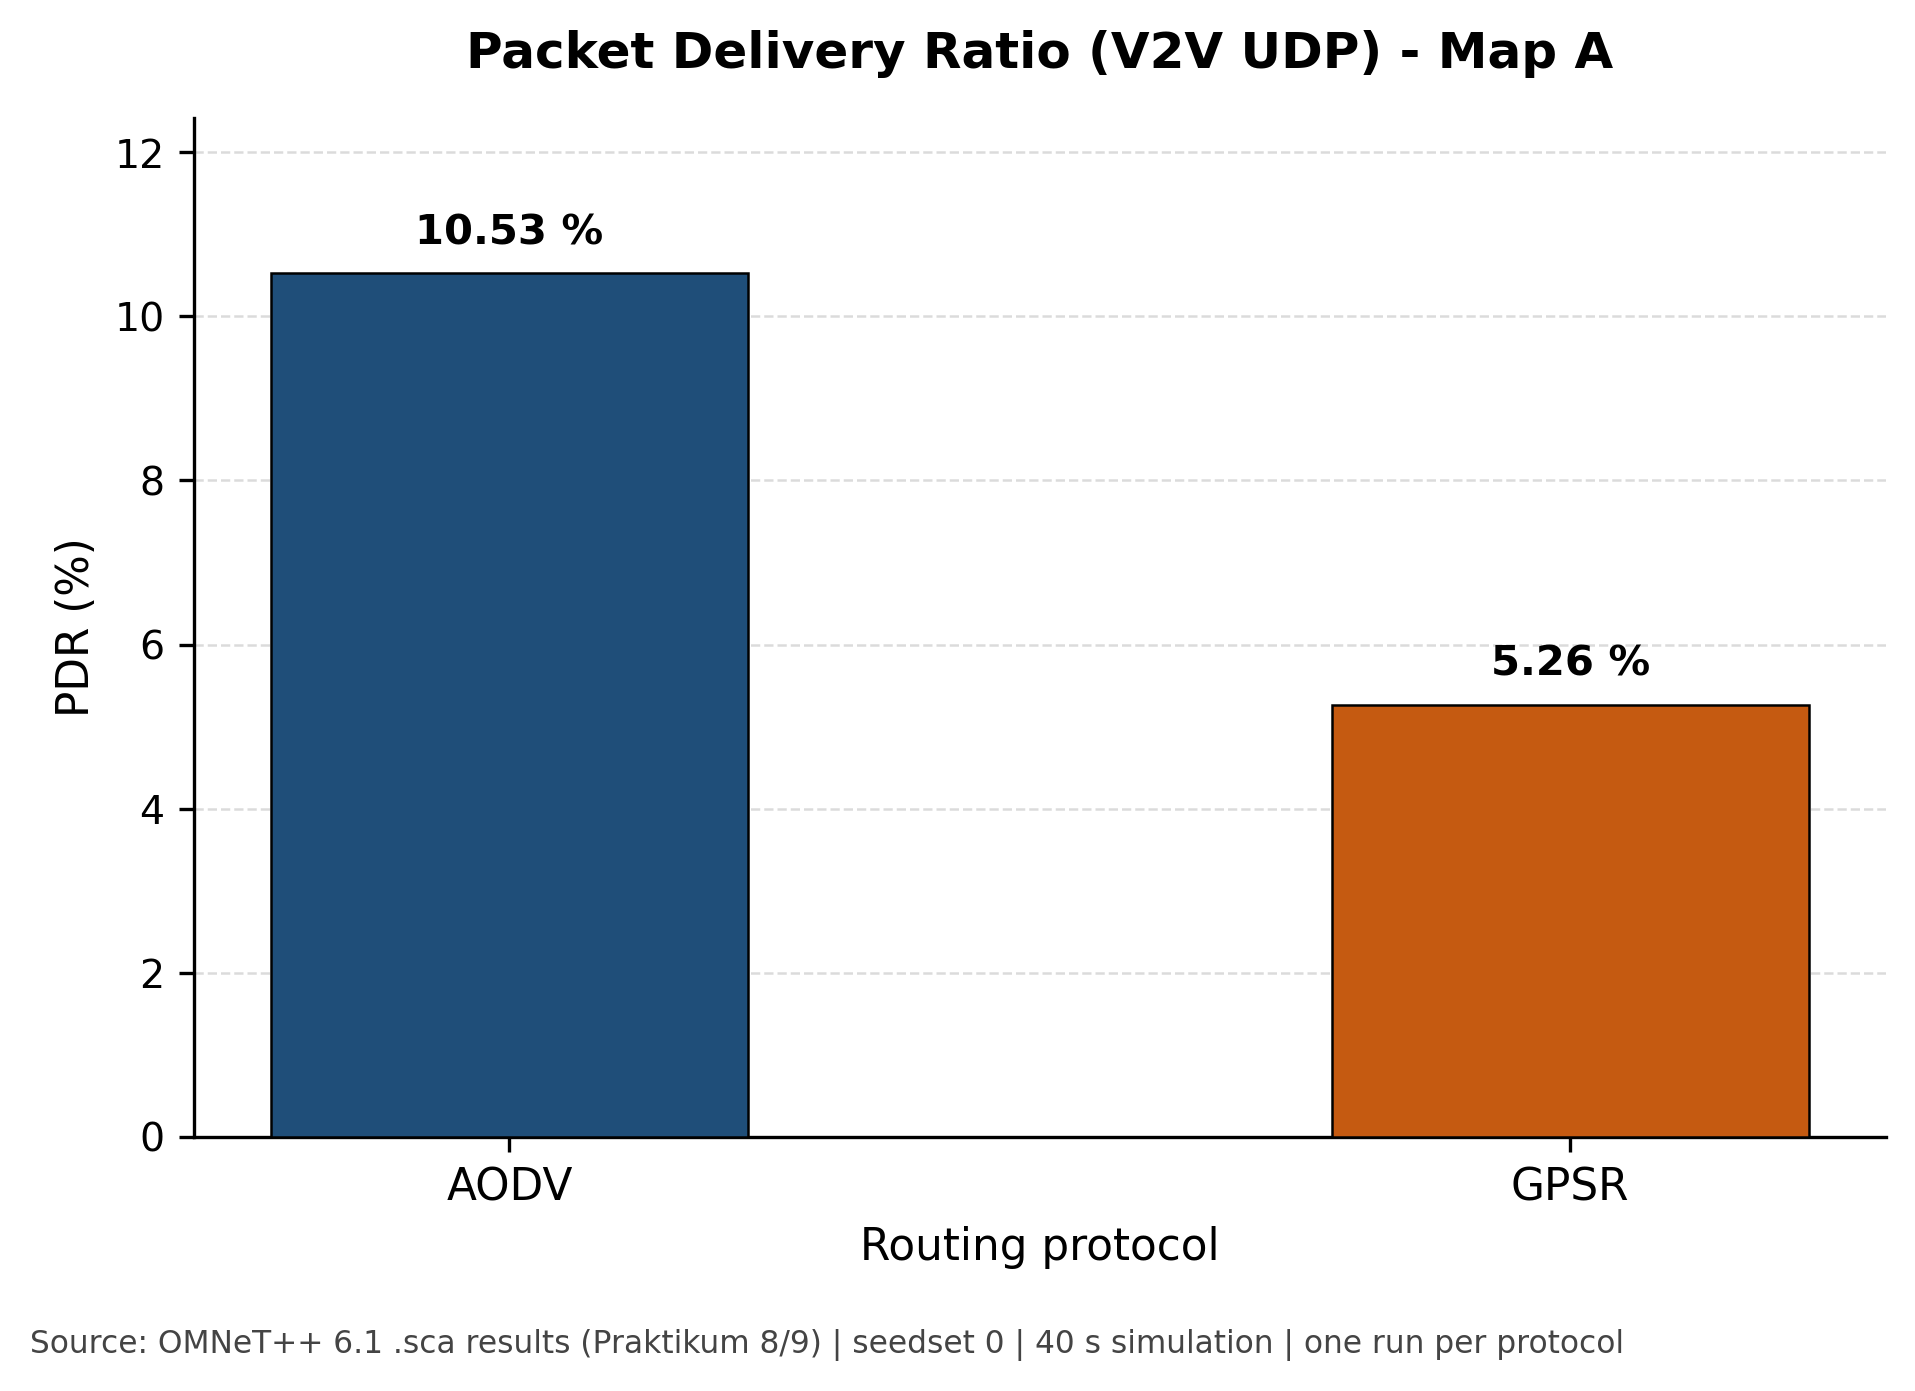 Packet Delivery Ratio (V2V UDP) - Map A
12
10.53 %
10
8
PDR (%)
6
5.26 %
4
2
0
AODV
GPSR
Routing protocol
Source: OMNeT++ 6.1 .sca results (Praktikum 8/9) | seedset 0 | 40 s simulation | one run per protocol